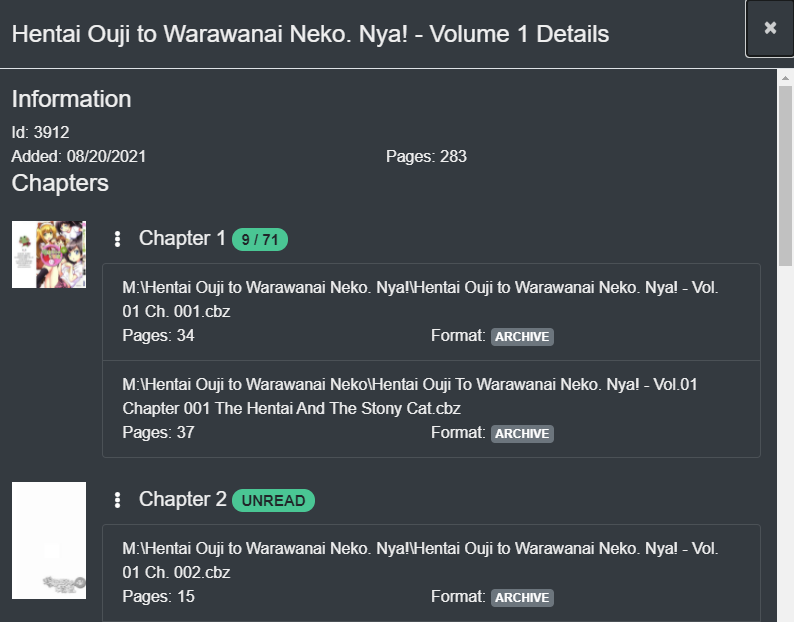 Hentai Ouji to Warawanai Neko. Nya! - Volume 1 Details
×
Information
Id: 3912
Added: 08/20/2021 Pages: 283
Chapters
Chapter 1 9 / 71
M:\Hentai Ouji to Warawanai Neko. Nya!\Hentai Ouji to Warawanai Neko. Nya! - Vol.
01 Ch. 001.cbz
Pages: 34 Format: ARCHIVE
M:\Hentai Ouji to Warawanai Neko\Hentai Ouji To Warawanai Neko. Nya! - Vol.01
Chapter 001 The Hentai And The Stony Cat.cbz
Pages: 37 Format: ARCHIVE
Chapter 2 UNREAD
M:\Hentai Ouji to Warawanai Neko. Nya!\Hentai Ouji to Warawanai Neko. Nya! - Vol.
01 Ch. 002.cbz
Pages: 15 Format: ARCHIVE